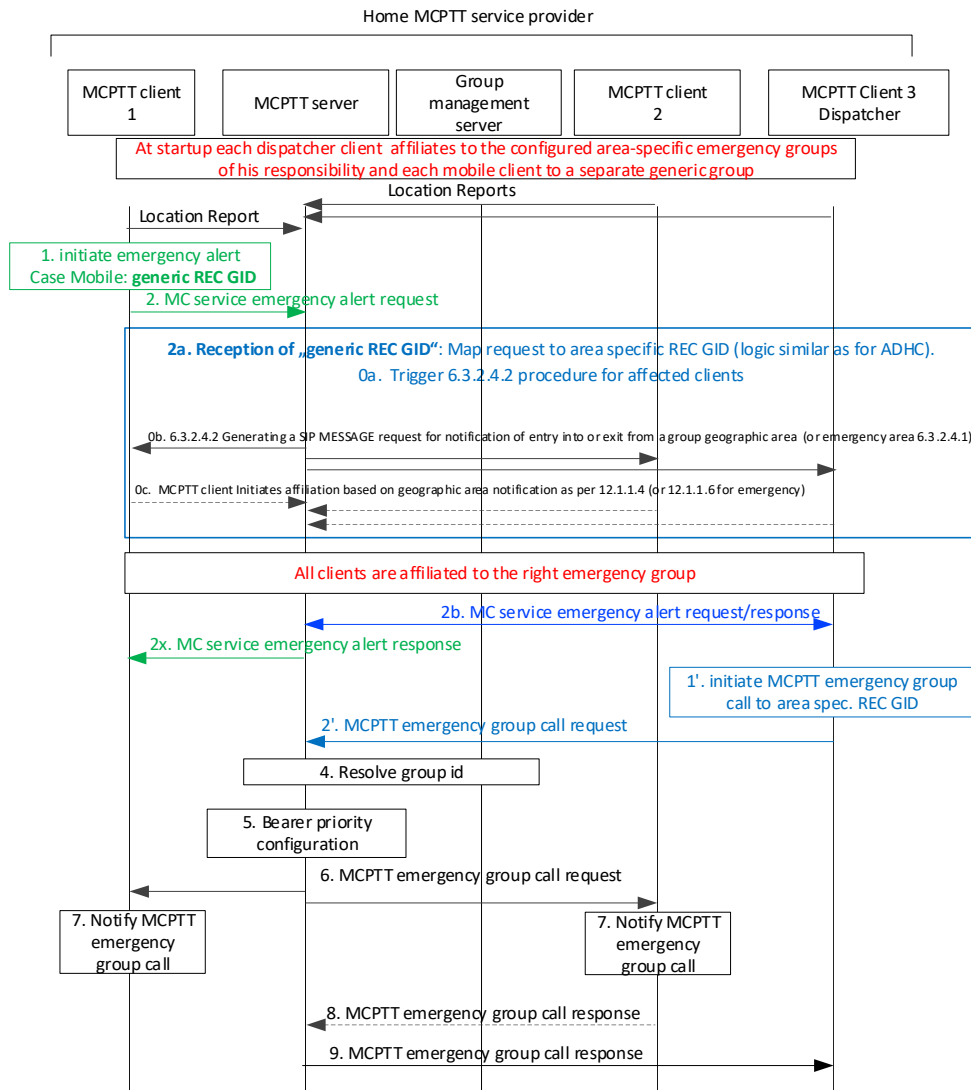 Home MCPTT service provider
MCPTT client
1
MCPTT server
Group
management
server
MCPTT client
2
MCPTT Client 3
Dispatcher
At startup each dispatcher client affiliates to the configured area-specific emergency groups
of his responsibility and each mobile client to a separate generic group
Location Reports
Location Report
1. initiate emergency alert
Case Mobile: generic REC GID
2. MC service emergency alert request
2a. Reception of „generic REC GID“: Map request to area specific REC GID (logic similar as for ADHC).
0a. Trigger 6.3.2.4.2 procedure for affected clients
0b. 6.3.2.4.2 Generating a SIP MESSAGE request for notification of entry into or exit from a group geographic area (or emergency area 6.3.2.4.1)
0c. MCPTT client Initiates affiliation based on geographic area notification as per 12.1.1.4 (or 12.1.1.6 for emergency)
All clients are affiliated to the right emergency group
2b. MC service emergency alert request/response
2x. MC service emergency alert response
1'. initiate MCPTT emergency group
call to area spec. REC GID
2'. MCPTT emergency group call request
4. Resolve group id
5. Bearer priority
configuration
6. MCPTT emergency group call request
7. Notify MCPTT
emergency
group call
7. Notify MCPTT
emergency
group call
8. MCPTT emergency group call response
9. MCPTT emergency group call response